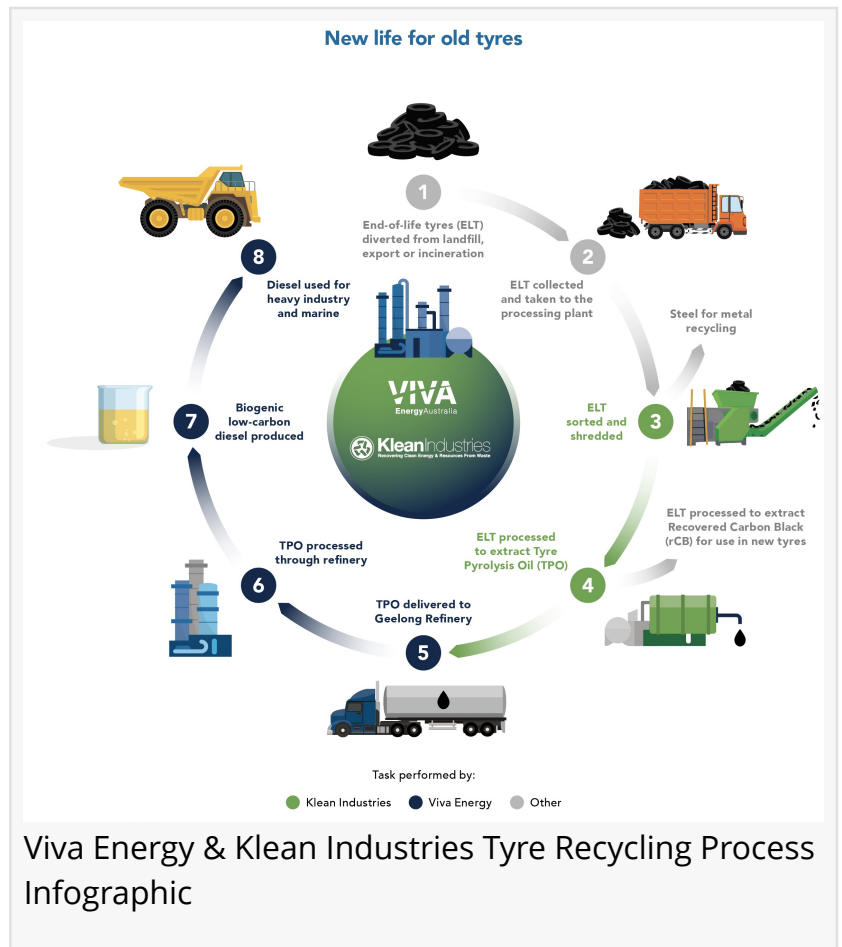 New life for old tyres
1
End-of-life tyres (ELT)
diverted from landfill,
export or incineration
2
ELT collected
and taken to the
processing plant
Steel for metal
recycling
3
ELT
sorted and
shredded
ELT processed to extract
Recovered Carbon Black
(rCB) for use in new tyres
4
ELT processed
to extract Tyre
Pyrolysis Oil (TPO)
5
TPO delivered to
Geelong Refinery
6
TPO processed
through refinery
7
Biogenic
low-carbon
diesel produced
8
Diesel used for
heavy industry
and marine
VIVA
EnergyAustralia
KleanIndustries
Recovering Clean Energy & Resources From Waste
Task performed by:
Klean Industries Viva Energy Other
Viva Energy & Klean Industries Tyre Recycling Process
Infographic